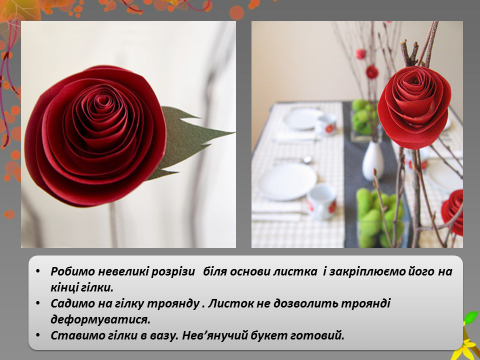 • Робимо невеликі розрізи біля основи листка і закріплюємо його на
кінці гілки.
• Садимо на гілку троянду . Листок не дозволить троянді
деформуватися.
• Ставимо гілки в вазу. Нев’янучий букет готовий.